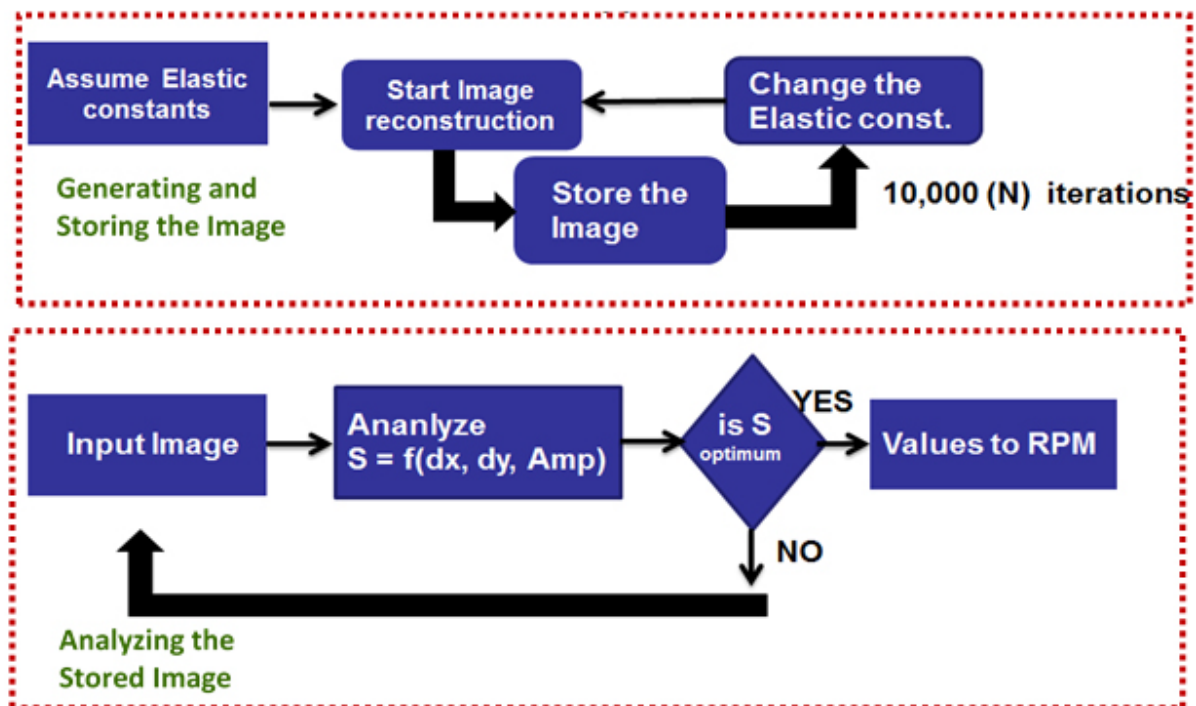 Assume Elastic
constants
Start Image
reconstruction
Change the
Elastic const.
Generating and
Storing the Image
Store the
Image
10,000 (N) iterations
Input Image
Ananlyze
S = f(dx, dy, Amp)
is S
optimum
YES
Values to RPM
NO
Analyzing the
Stored Image